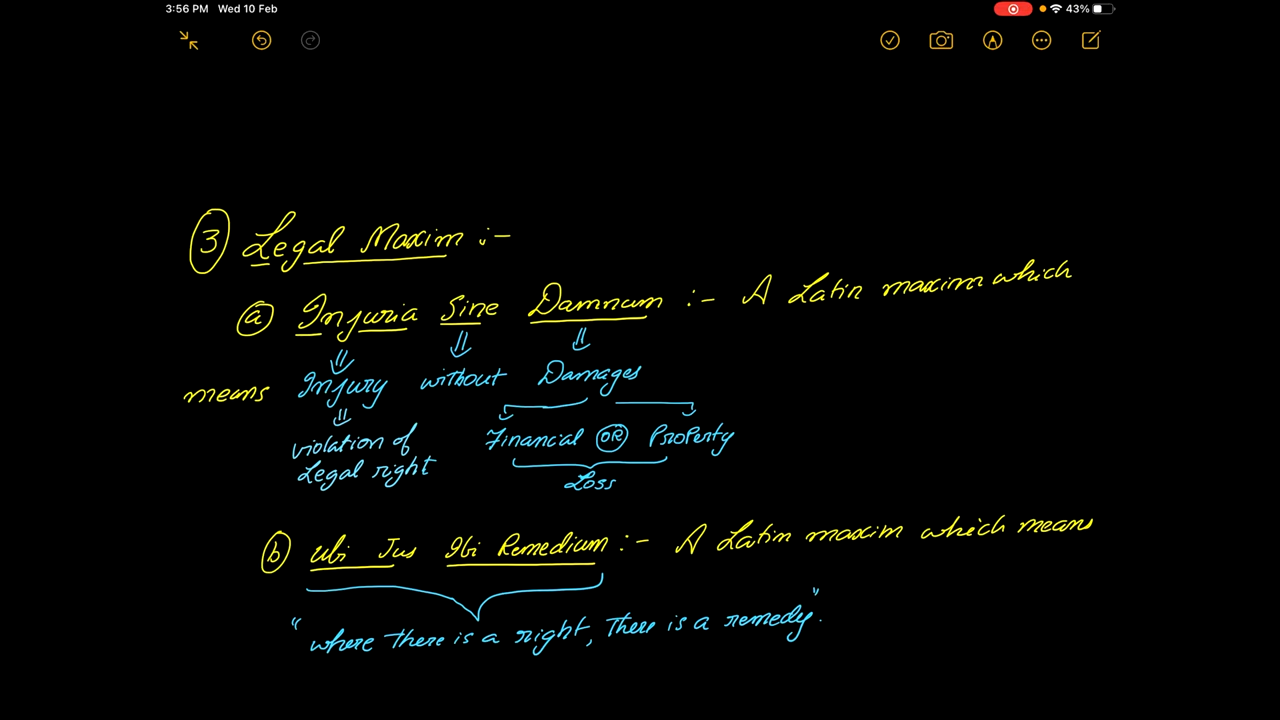 3:56 PM Wed 10 Feb 43%
3 Legal Maxim :-
a Injuria Sine Damnum :- A Latin maxim which
means Injury without Damages
violation of Legal right
Financial OR Property
Loss
b Ubi Jus Ibi Remedium :- A Latin maxim which means
"where there is a right, there is a remedy".